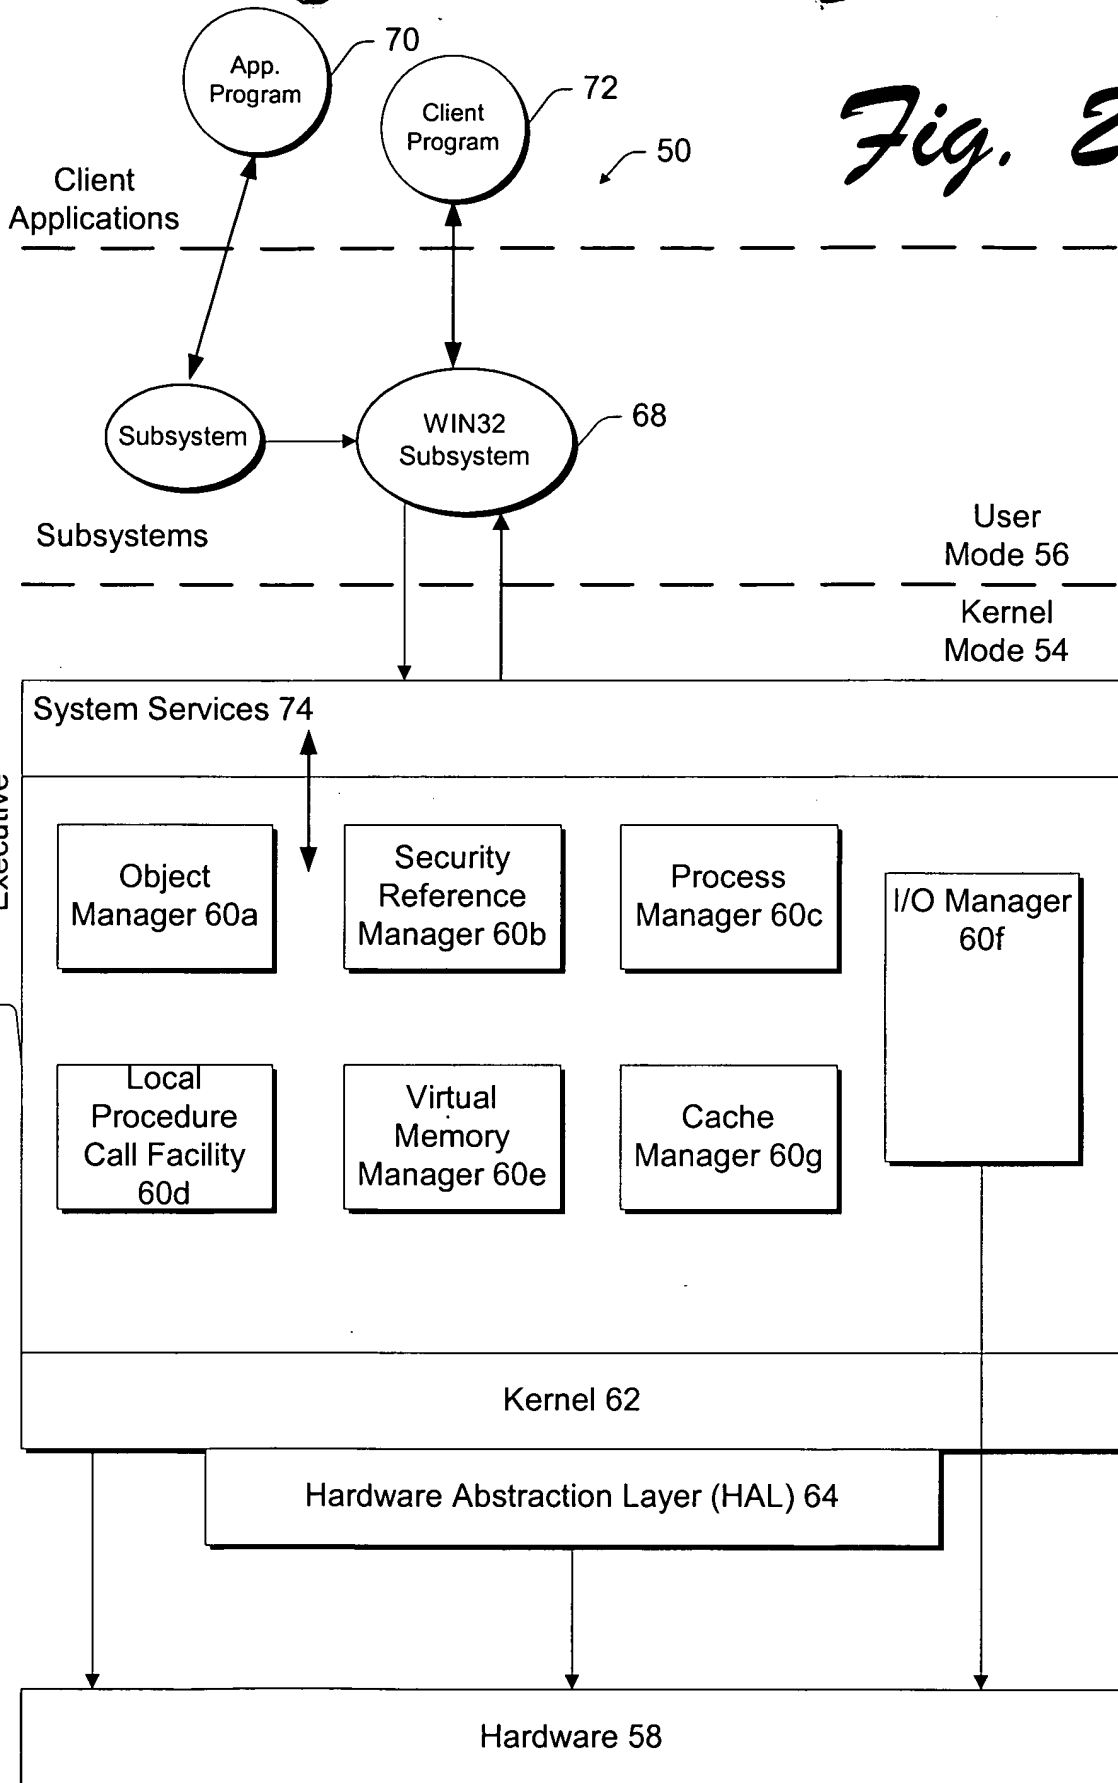 App.
Program
70
Client
Program
72
50
Fig. 2
Client
Applications
Subsystem
WIN32
Subsystem
68
Subsystems
User
Mode 56
Kernel
Mode 54
System Services 74
Executive
Object
Manager 60a
Security
Reference
Manager 60b
Process
Manager 60c
I/O Manager
60f
Local
Procedure
Call Facility
60d
Virtual
Memory
Manager 60e
Cache
Manager 60g
Kernel 62
Hardware Abstraction Layer (HAL) 64
Hardware 58